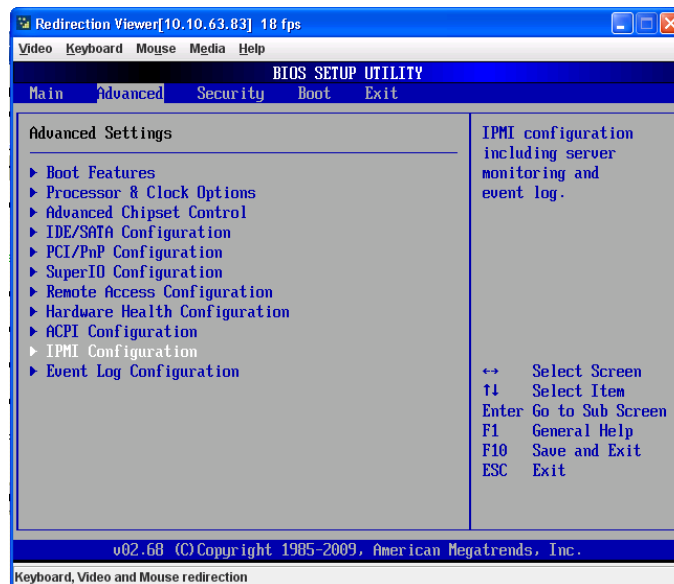 Redirection Viewer[10.10.63.83] 18 fps
Video Keyboard Mouse Media Help
BIOS SETUP UTILITY
Main Advanced Security Boot Exit
Advanced Settings
▶ Boot Features
▶ Processor & Clock Options
▶ Advanced Chipset Control
▶ IDE/SATA Configuration
▶ PCI/PnP Configuration
▶ SuperIO Configuration
▶ Remote Access Configuration
▶ Hardware Health Configuration
▶ ACPI Configuration
▶ IPMI Configuration
▶ Event Log Configuration
IPMI configuration
including server
monitoring and
event log.
↔ Select Screen
↑↓ Select Item
Enter Go to Sub Screen
F1 General Help
F10 Save and Exit
ESC Exit
v02.68 (C)Copyright 1985-2009, American Megatrends, Inc.
Keyboard, Video and Mouse redirection